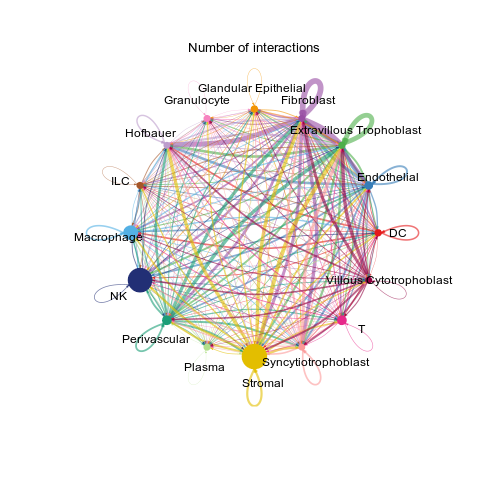 Number of interactions
Glandular Epithelial
Granulocyte
Fibroblast
Hofbauer
Extravillous Trophoblast
ILC
Endothelial
Macrophage
DC
NK
Villous Cytotrophoblast
Perivascular
T
Plasma
Syncytiotrophoblast
Stromal